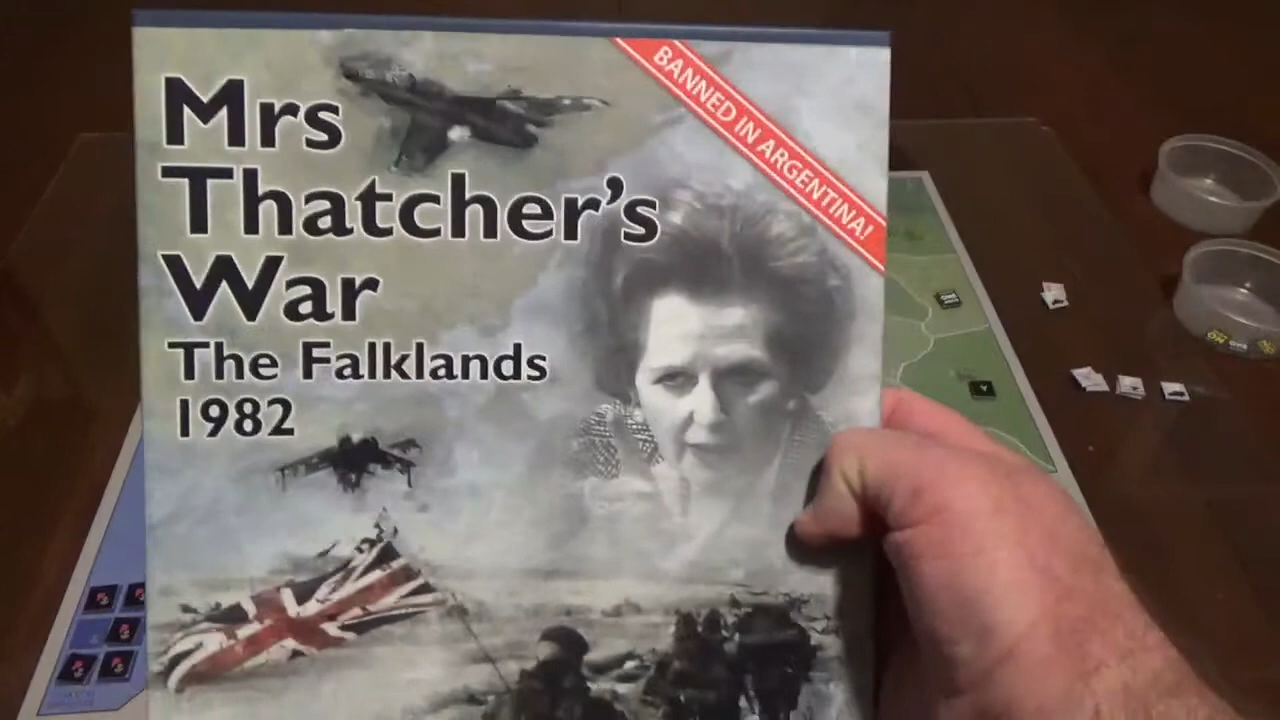 Mrs
Thatcher's
War
The Falklands
1982
BANNED IN ARGENTINA!